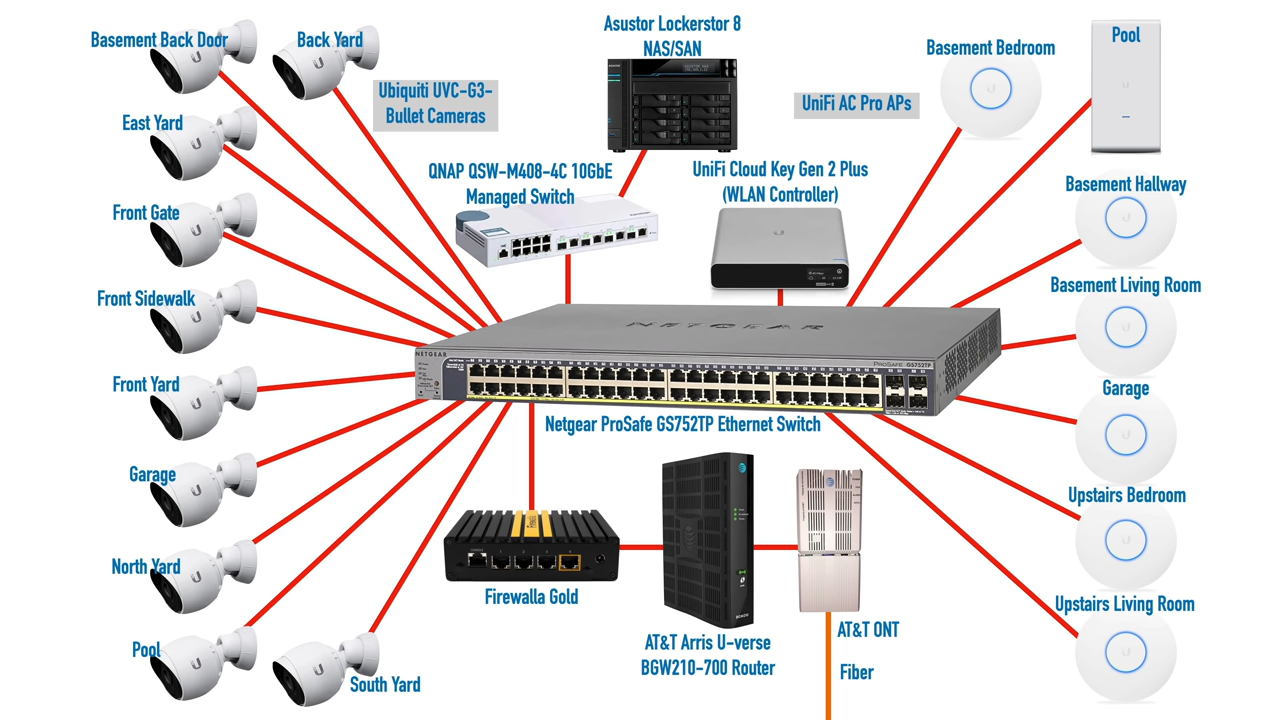 Basement Back Door
Back Yard
Asustor Lockerstor 8
NAS/SAN
Basement Bedroom
Pool
Ubiquiti UVC-G3-
Bullet Cameras
UniFi AC Pro APs
East Yard
QNAP QSW-M408-4C 10GbE
Managed Switch
UniFi Cloud Key Gen 2 Plus
(WLAN Controller)
Basement Hallway
Front Gate
Front Sidewalk
Basement Living Room
NETGEAR
NETGEAR
ProSafe GS752TP
Front Yard
Garage
Netgear ProSafe GS752TP Ethernet Switch
Garage
Upstairs Bedroom
North Yard
Firewalla
Firewalla Gold
Upstairs Living Room
Pool
AT&T Arris U-verse
BGW210-700 Router
AT&T ONT
Fiber
South Yard